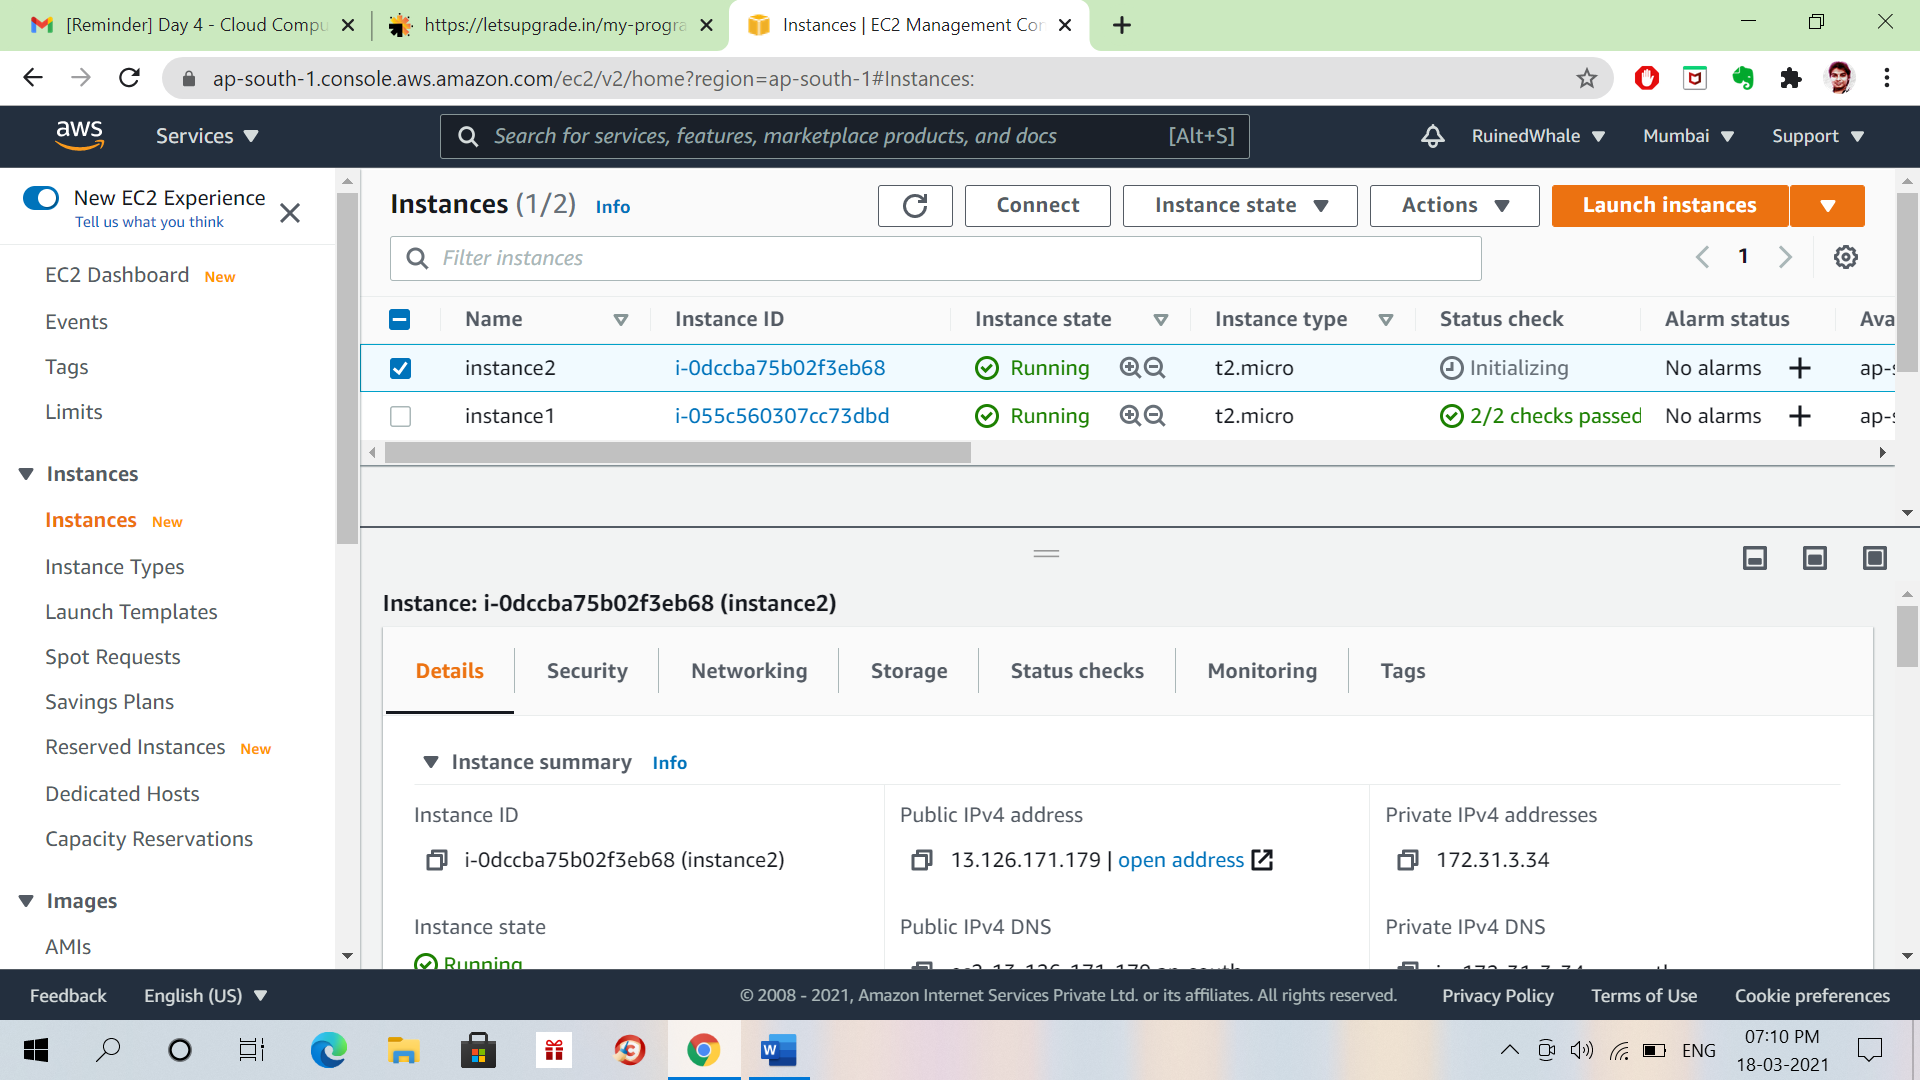 [Reminder] Day 4 - Cloud Compu
https://letsupgrade.in/my-progra
Instances | EC2 Management Con
ap-south-1.console.aws.amazon.com/ec2/v2/home?region=ap-south-1#Instances:
aws
Services
Search for services, features, marketplace products, and docs
[Alt+S]
RuinedWhale
Mumbai
Support
New EC2 Experience
Tell us what you think
EC2 Dashboard New
Events
Tags
Limits
Instances
Instances New
Instance Types
Launch Templates
Spot Requests
Savings Plans
Reserved Instances New
Dedicated Hosts
Capacity Reservations
Images
AMIs
Instances (1/2) Info
Connect
Instance state
Actions
Launch instances
Filter instances
1
Name Instance ID Instance state Instance type Status check Alarm status Ava
instance2 i-0dccba75b02f3eb68 Running t2.micro Initializing No alarms + ap-s
instance1 i-055c560307cc73dbd Running t2.micro 2/2 checks passed No alarms + ap-s
Instance: i-0dccba75b02f3eb68 (instance2)
Details Security Networking Storage Status checks Monitoring Tags
Instance summary Info
Instance ID
i-0dccba75b02f3eb68 (instance2)
Public IPv4 address
13.126.171.179 | open address
Private IPv4 addresses
172.31.3.34
Instance state
Running
Public IPv4 DNS
Private IPv4 DNS
Feedback English (US)
© 2008 - 2021, Amazon Internet Services Private Ltd. or its affiliates. All rights reserved.
Privacy Policy Terms of Use Cookie preferences
ENG
07:10 PM
18-03-2021